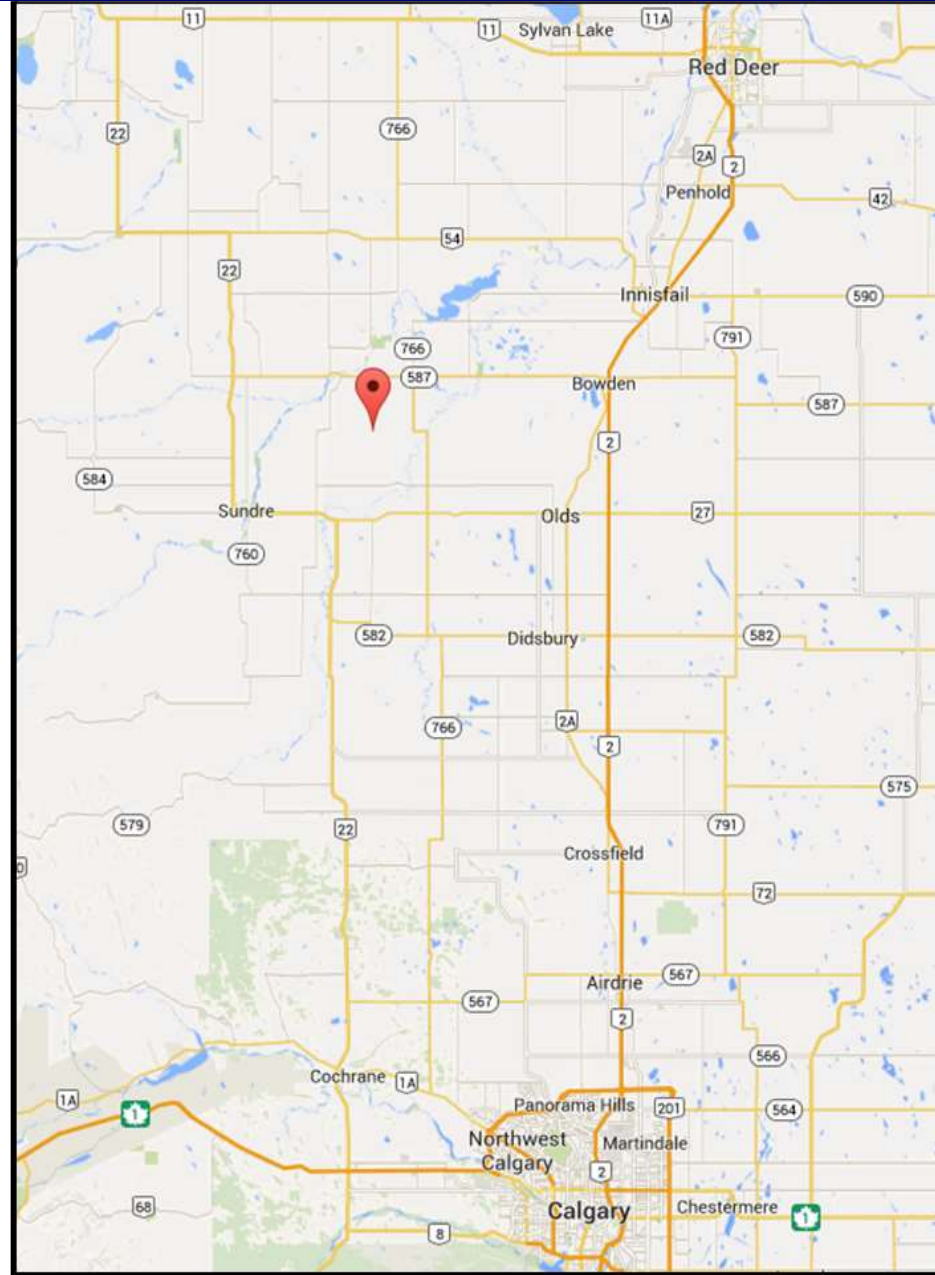 11
11
Sylvan Lake
11A
Red Deer
22
766
2A
2
Penhold
42
54
22
Innisfail
590
791
766
587
Bowden
587
2
584
Sundre
Olds
27
760
582
Didsbury
582
2A
766
2
575
579
22
791
Crossfield
72
567
Airdrie
567
2
566
Cochrane
1A
1A
1
Panorama Hills
201
564
Northwest
Calgary
Martindale
2
68
Calgary
Chestermere
1
8